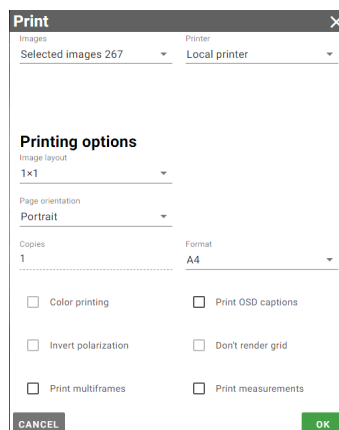 Print
Images
Printer
Selected images 267
Local printer
Printing options
Image layout
1×1
Page orientation
Portrait
Copies
Format
1
A4
Color printing
Print OSD captions
Invert polarization
Don't render grid
Print multiframes
Print measurements
CANCEL
OK